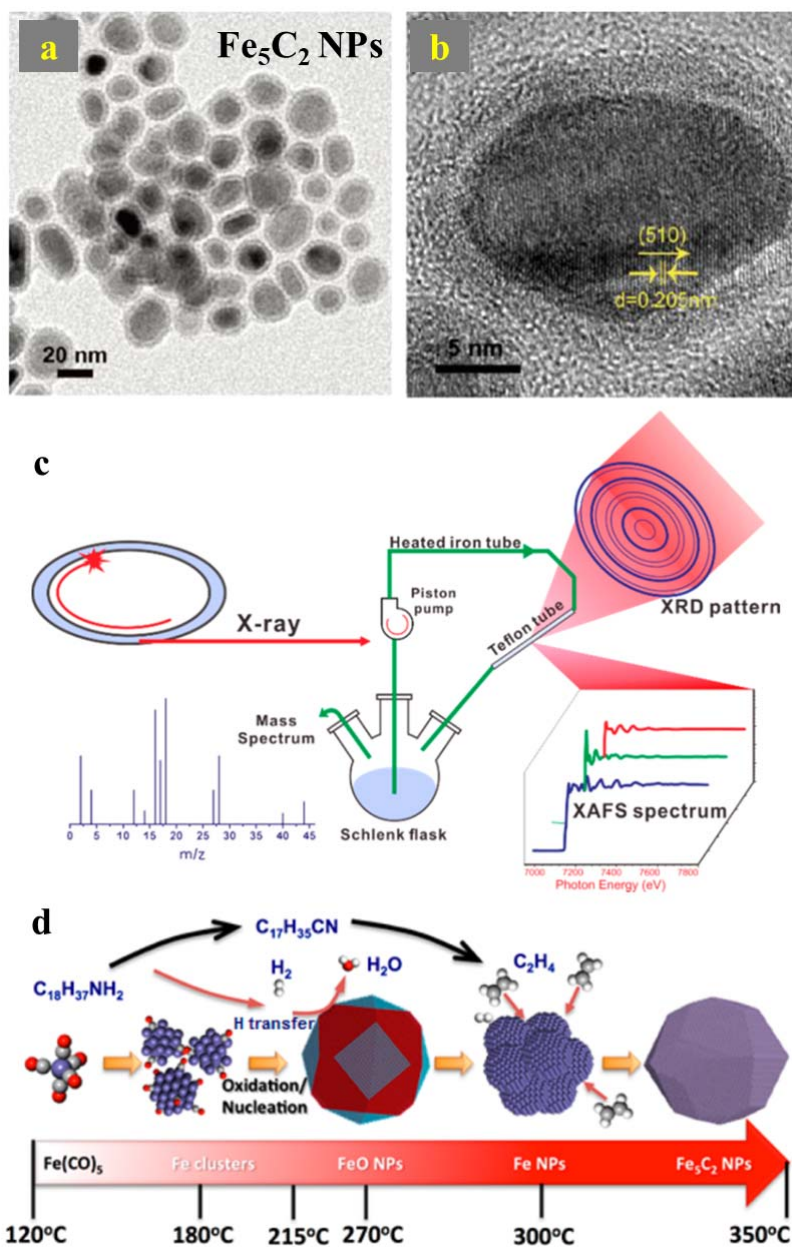 a
Fe₅C₂ NPs
20 nm
b
(510)
d=0.205nm
5 nm
c
X-ray
Heated iron tube
Piston
pump
Teflon tube
XRD pattern
Mass
Spectrum
Schlenk flask
0 5 10 15 20 25 30 35 40 45
m/z
XAFS spectrum
7000 7200 7400 7600 7800
Photon Energy (eV)
d
C₁₇H₃₅CN
C₁₈H₃₇NH₂
H₂
H₂O
C₂H₄
H transfer
Oxidation/
Nucleation
Fe(CO)₅ Fe clusters FeO NPs Fe NPs Fe₅C₂ NPs
120°C 180°C 215°C 270°C 300°C 350°C